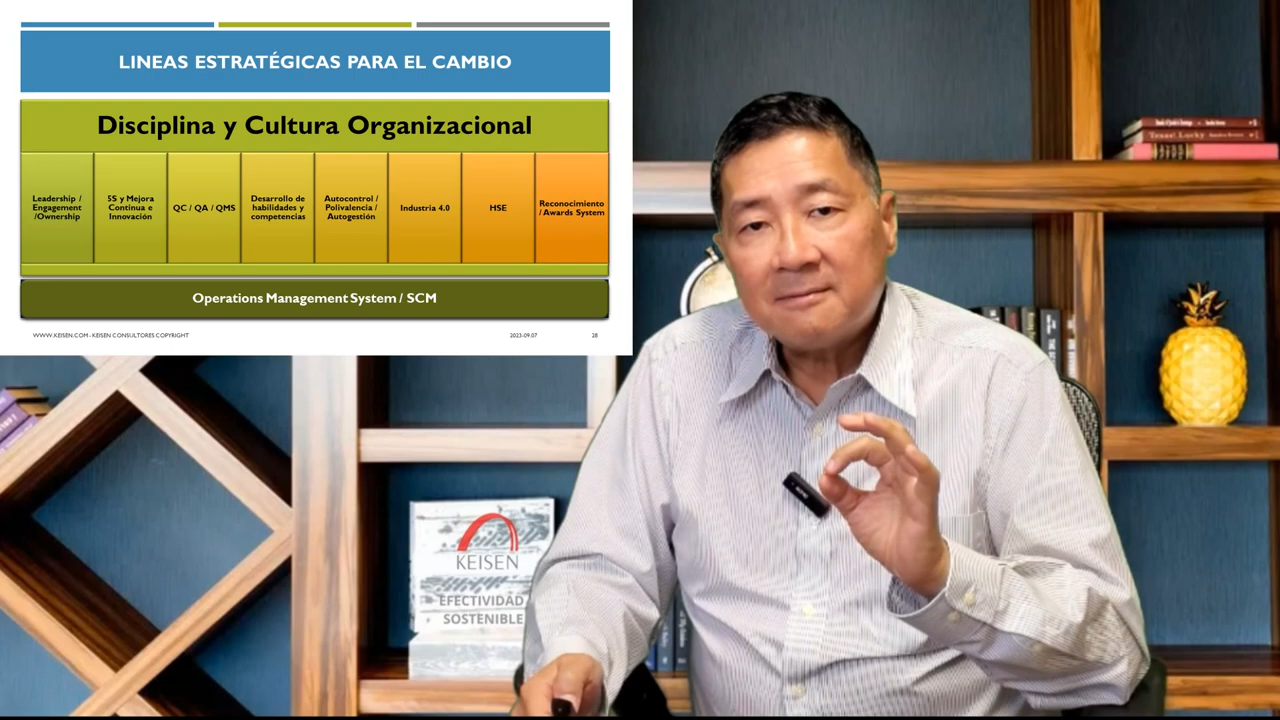 LINEAS ESTRATÉGICAS PARA EL CAMBIO
Disciplina y Cultura Organizacional
Leadership /
Engagement
/Ownership
5S y Mejora
Continua e
Innovación
QC / QA / QMS
Desarrollo de
habilidades y
competencias
Autocontrol /
Polivalencia /
Autogestión
Industria 4.0
HSE
Reconocimiento
/ Awards System
Operations Management System / SCM
WWW.KEISEN.COM - KEISEN CONSULTORES COPYRIGHT
2023-09-07
28
KEISEN
EFECTIVIDAD
SOSTENIBLE